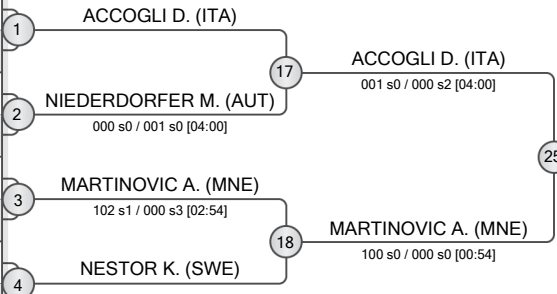 1
ACCOGLI D. (ITA)
17
ACCOGLI D. (ITA)
001 s0 / 000 s2 [04:00]
2
NIEDERDORFER M. (AUT)
000 s0 / 001 s0 [04:00]
25
3
MARTINOVIC A. (MNE)
102 s1 / 000 s3 [02:54]
18
MARTINOVIC A. (MNE)
100 s0 / 000 s0 [00:54]
4
NESTOR K. (SWE)